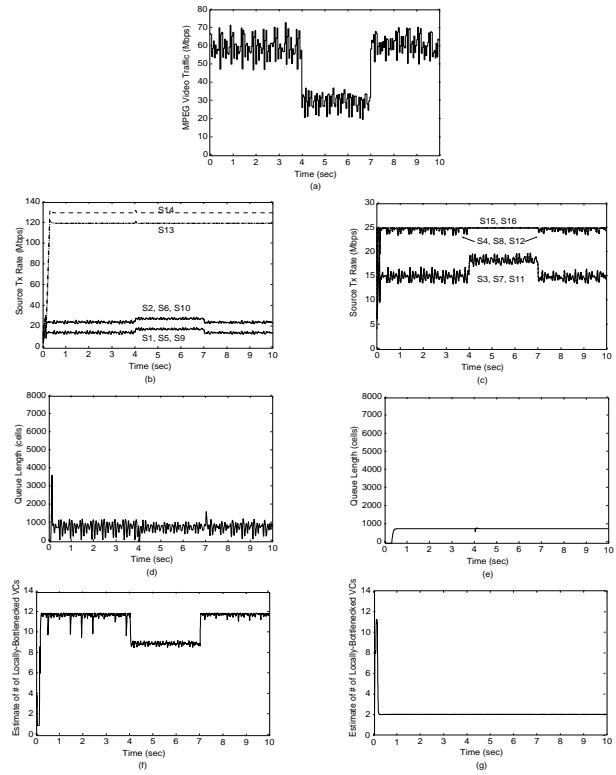 80
70
60
50
40
30
20
10
0
MPEG Video Traffic (Mbps)
0 1 2 3 4 5 6 7 8 9 10
Time (sec)
(a)
140
120
100
80
60
40
20
0
Source Tx Rate (Mbps)
S14
S13
S2, S6, S10
S1, S5, S9
0 1 2 3 4 5 6 7 8 9 10
Time (sec)
(b)
25
30
20
15
10
5
0
Source Tx Rate (Mbps)
S15, S16
S4, S8, S12
S3, S7, S11
0 1 2 3 4 5 6 7 8 9 10
Time (sec)
(c)
8000
7000
6000
5000
4000
3000
2000
1000
0
Queue Length (cells)
0 1 2 3 4 5 6 7 8 9 10
Time (sec)
(d)
8000
7000
6000
5000
4000
3000
2000
1000
0
Queue Length (cells)
0 1 2 3 4 5 6 7 8 9 10
Time (sec)
(e)
14
12
10
8
6
4
2
0
Estimate of # of Locally-Bottlenecked VCs
0 1 2 3 4 5 6 7 8 9 10
Time (sec)
(f)
14
12
10
8
6
4
2
0
Estimate of # of Locally-Bottlenecked VCs
0 1 2 3 4 5 6 7 8 9 10
Time (sec)
(g)